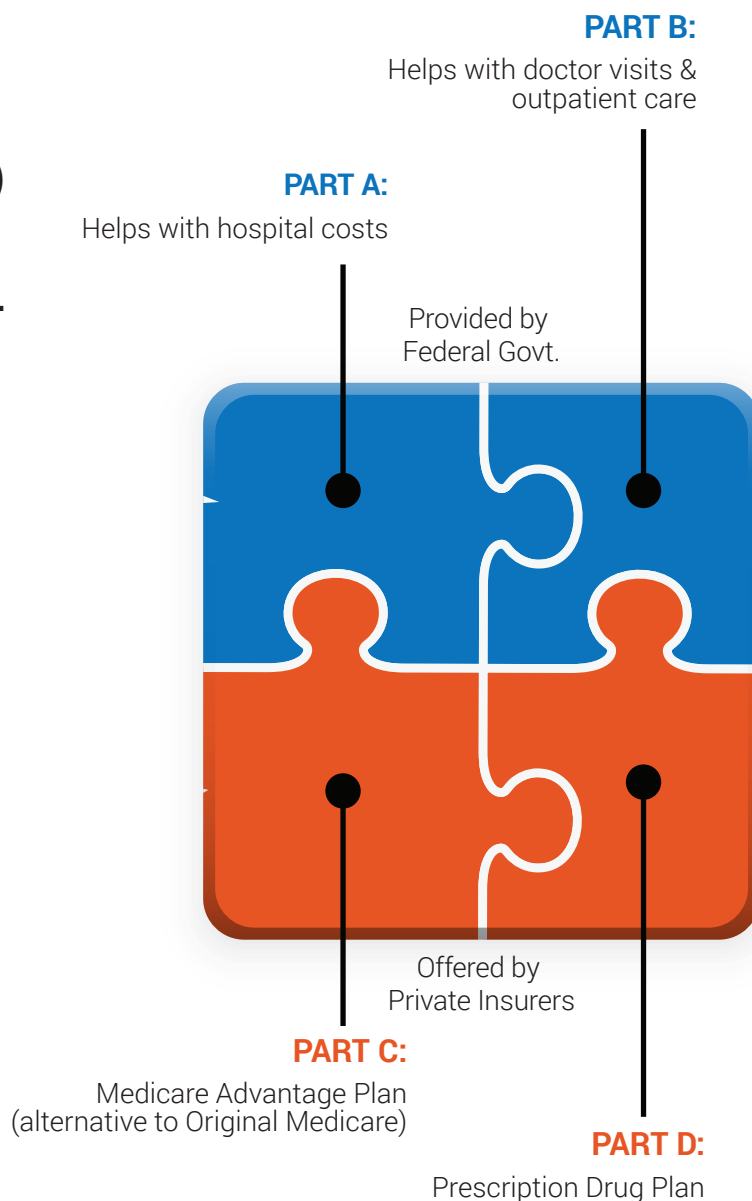 PART B:
Helps with doctor visits &
outpatient care
)
PART A:
Helps with hospital costs
.
Provided by
Federal Govt.
Offered by
Private Insurers
PART C:
Medicare Advantage Plan
(alternative to Original Medicare)
PART D:
Prescription Drug Plan